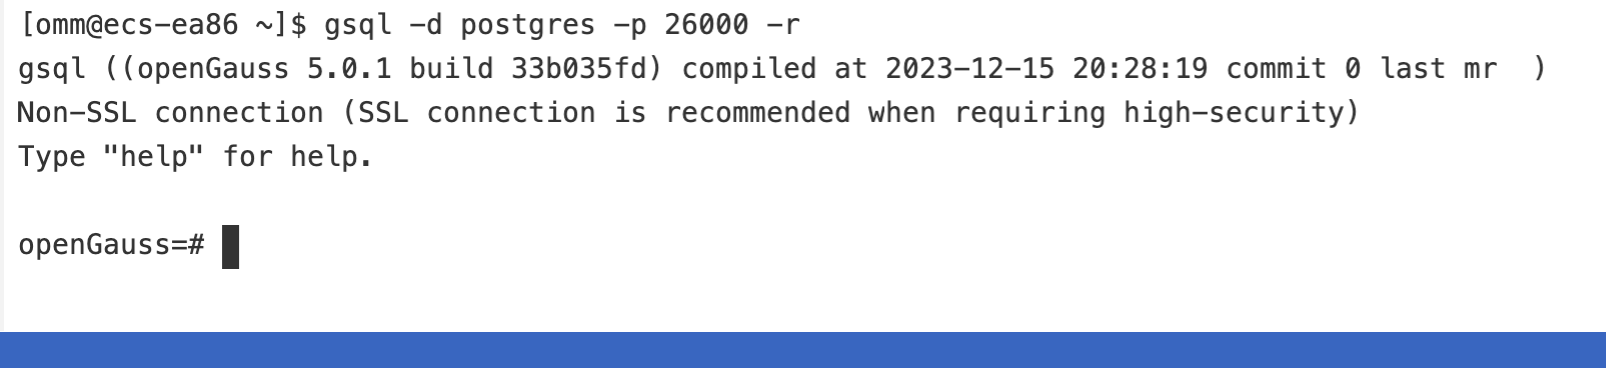 [omm@ecs-ea86 ~]$ gsql -d postgres -p 26000 -r
gsql ((openGauss 5.0.1 build 33b035fd) compiled at 2023-12-15 20:28:19 commit 0 last mr  )
Non-SSL connection (SSL connection is recommended when requiring high-security)
Type "help" for help.
openGauss=#